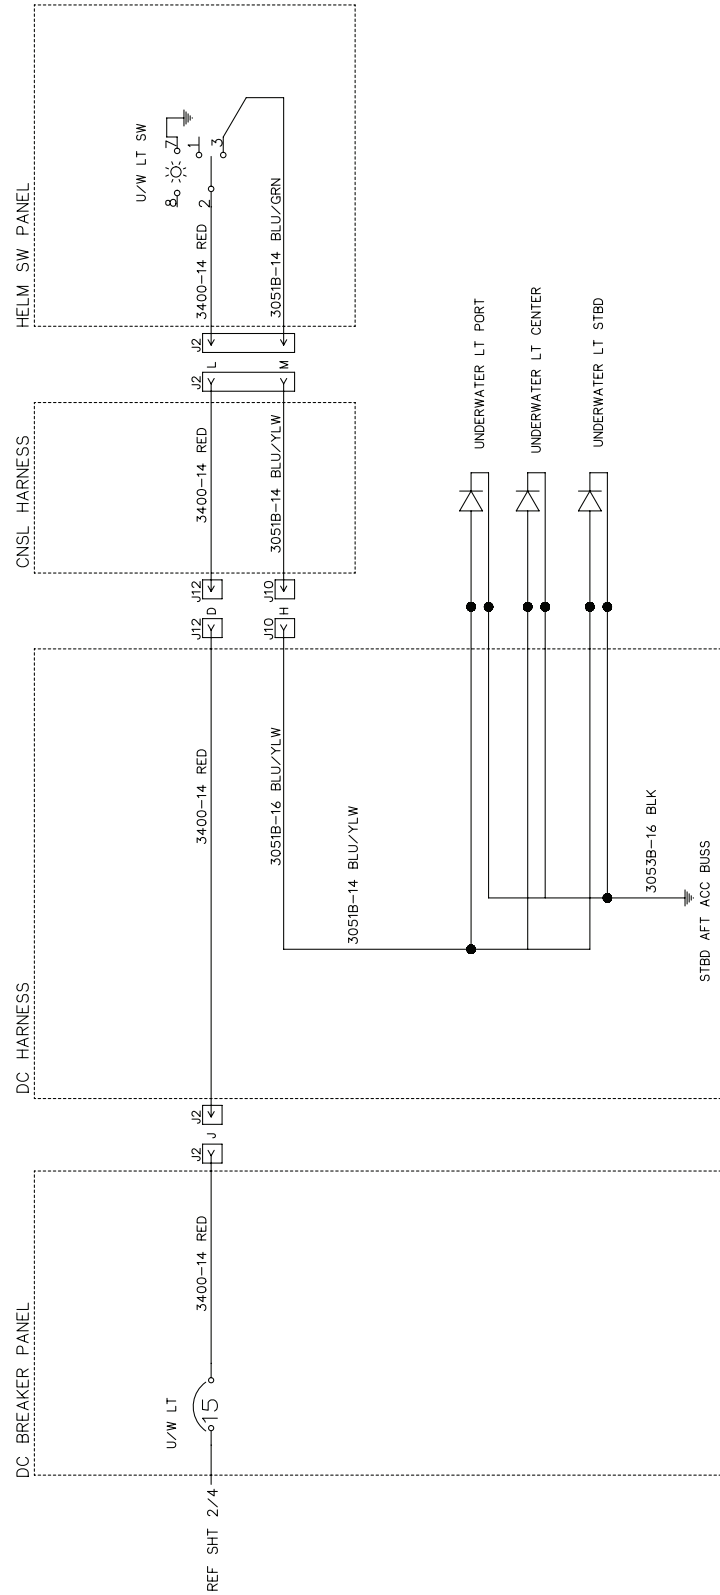 DC BREAKER PANEL
REF SHT 2/4
U/W LT
15
3400-14 RED
J2
J
J2
DC HARNESS
3400-14 RED
3051B-16 BLU/YLW
3051B-14 BLU/YLW
3053B-16 BLK
STBD AFT ACC BUSS
J12
D
J12
J10
H
J10
CNSL HARNESS
3400-14 RED
3051B-14 BLU/YLW
UNDERWATER LT PORT
UNDERWATER LT CENTER
UNDERWATER LT STBD
J2
L
M
J2
HELM SW PANEL
3400-14 RED
3051B-14 BLU/GRN
U/W LT SW
8
7
2
1
3